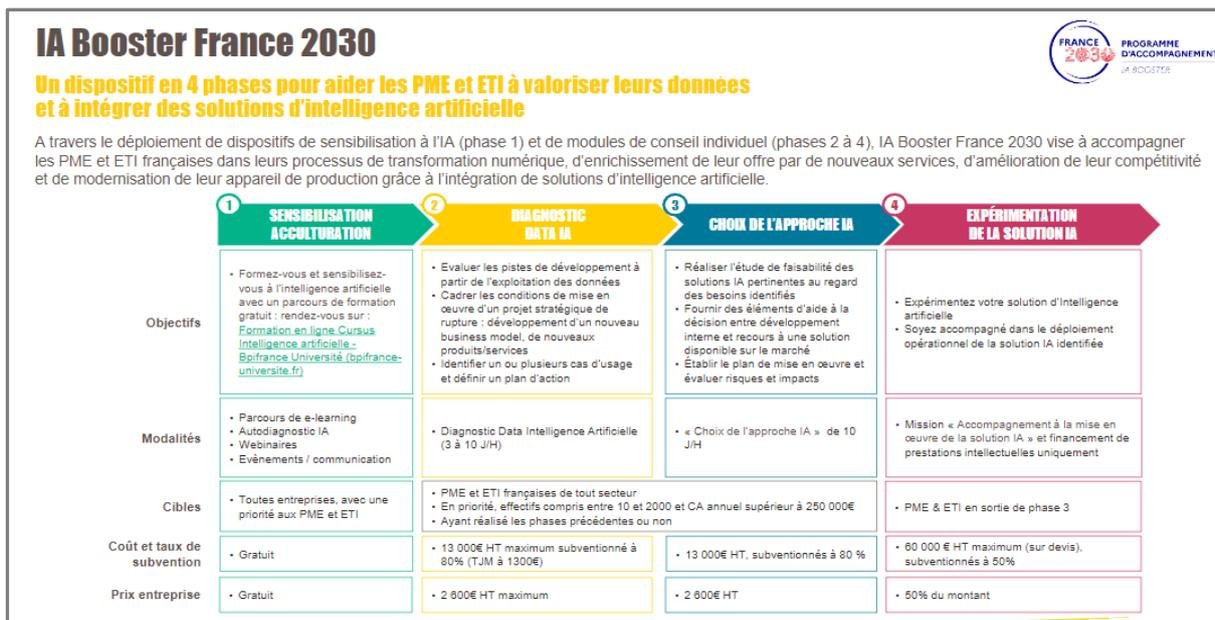 IA Booster France 2030
FRANCE
2030
PROGRAMME
D'ACCOMPAGNEMENT
IA BOOSTER
Un dispositif en 4 phases pour aider les PME et ETI à valoriser leurs données
et à intégrer des solutions d'intelligence artificielle
A travers le déploiement de dispositifs de sensibilisation à l'IA (phase 1) et de modules de conseil individuel (phases 2 à 4), IA Booster France 2030 vise à accompagner
les PME et ETI françaises dans leurs processus de transformation numérique, d'enrichissement de leur offre par de nouveaux services, d'amélioration de leur compétitivité
et de modernisation de leur appareil de production grâce à l'intégration de solutions d'intelligence artificielle.
1
SENSIBILISATION
ACCULTURATION
2
DIAGNOSTIC
DATA IA
3
CHOIX DE L'APPROCHE IA
4
EXPÉRIMENTATION
DE LA SOLUTION IA
Objectifs
• Formez-vous et sensibilisez-
vous à l'intelligence artificielle
avec un parcours de formation
gratuit : rendez-vous sur :
Formation en ligne Cursus
Intelligence artificielle -
Bpifrance Université (bpifrance-
universite.fr)
• Evaluer les pistes de développement à
partir de l'exploitation des données
• Cadrer les conditions de mise en
œuvre d'un projet stratégique de
rupture : développement d'un nouveau
business model, de nouveaux
produits/services
• Identifier un ou plusieurs cas d'usage
et définir un plan d'action
• Réaliser l'étude de faisabilité des
solutions IA pertinentes au regard
des besoins identifiés
• Fournir des éléments d'aide à la
décision entre développement
interne et recours à une solution
disponible sur le marché
• Établir le plan de mise en œuvre et
évaluer risques et impacts
• Expérimentez votre solution d'Intelligence
artificielle
• Soyez accompagné dans le déploiement
opérationnel de la solution IA identifiée
Modalités
• Parcours de e-learning
• Autodiagnostic IA
• Webinaires
• Evènements / communication
• Diagnostic Data Intelligence Artificielle
(3 à 10 J/H)
• « Choix de l'approche IA » de 10
J/H
• Mission « Accompagnement à la mise en
œuvre de la solution IA » et financement de
prestations intellectuelles uniquement
Cibles
• Toutes entreprises, avec une
priorité aux PME et ETI
• PME et ETI françaises de tout secteur
• En priorité, effectifs compris entre 10 et 2000 et CA annuel supérieur à 250 000€
• Ayant réalisé les phases précédentes ou non
• PME & ETI en sortie de phase 3
Coût et taux de
subvention
• Gratuit
• 13 000€ HT maximum subventionné à
80% (TJM à 1300€)
• 13 000€ HT, subventionnés à 80 %
• 60 000 € HT maximum (sur devis),
subventionnés à 50%
Prix entreprise
• Gratuit
• 2 600€ HT maximum
• 2 600€ HT
• 50% du montant